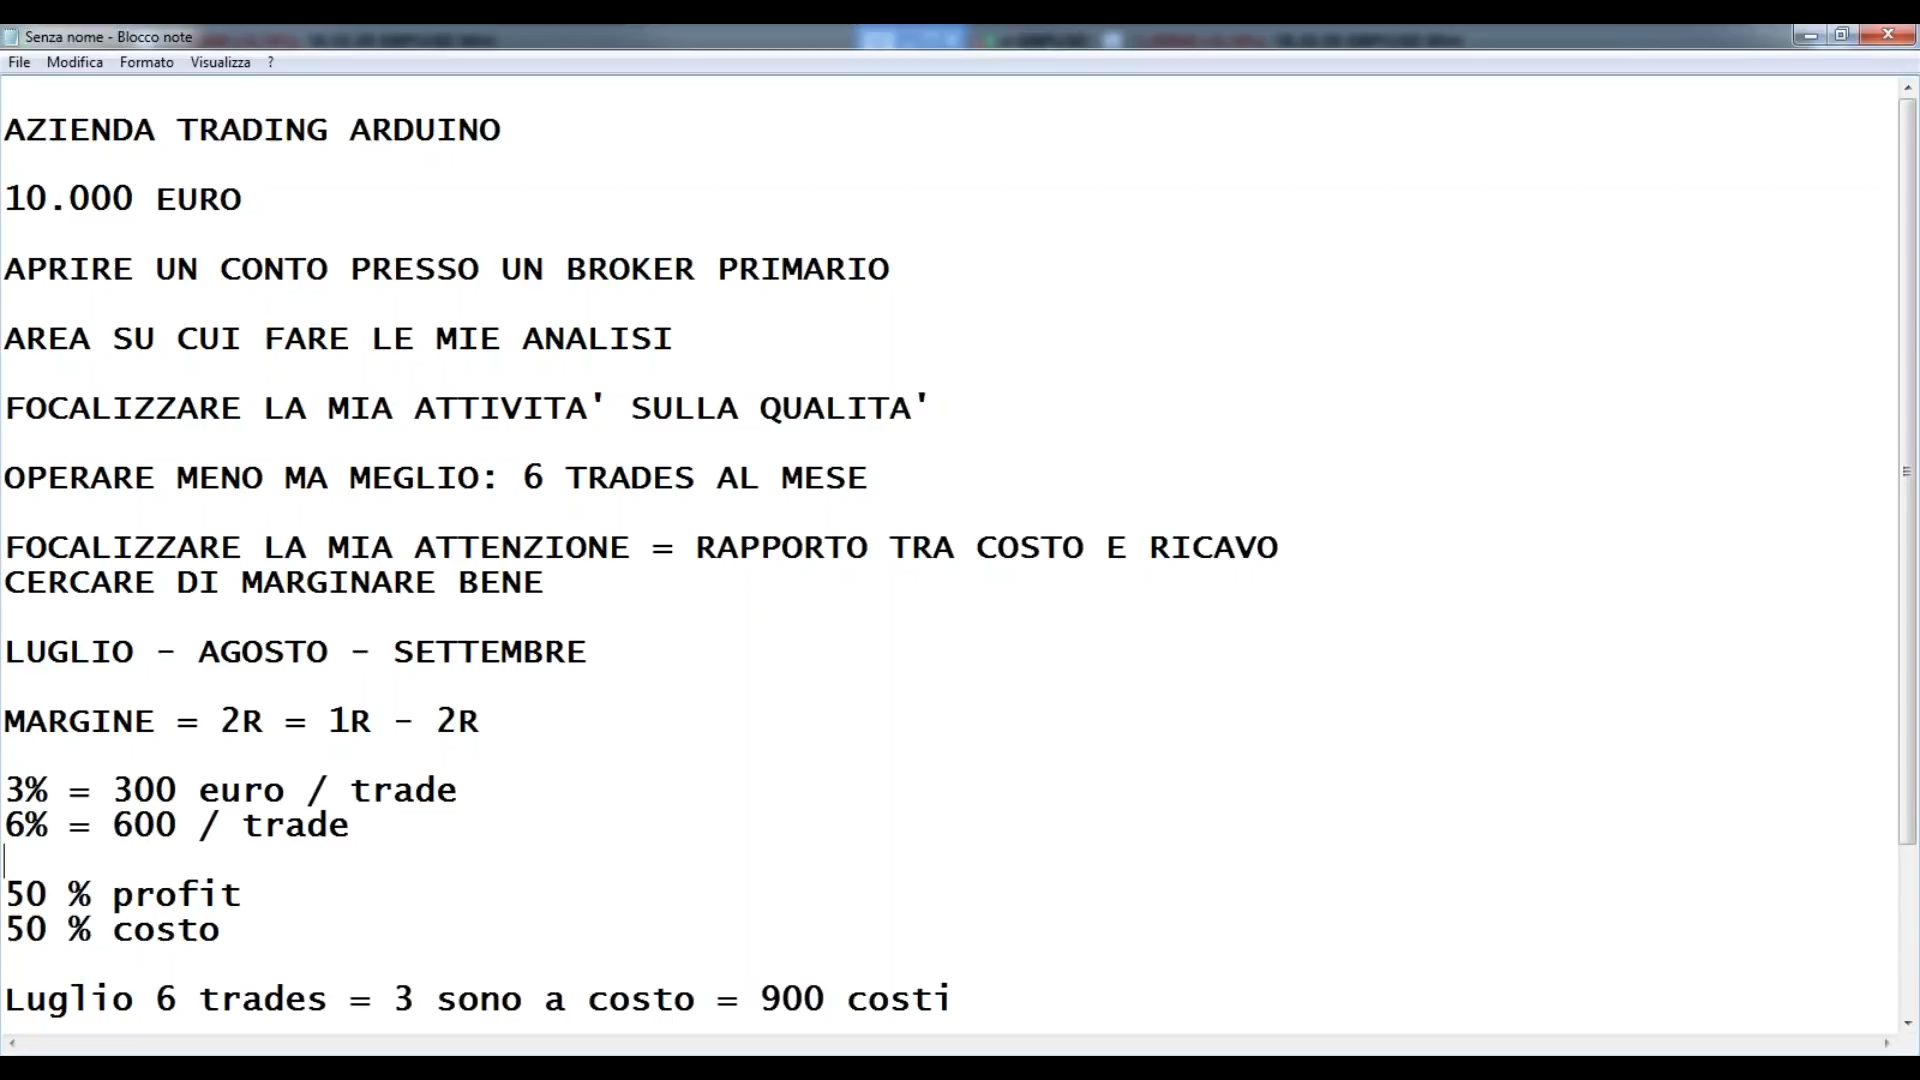 Senza nome - Blocco note
File Modifica Formato Visualizza ?
AZIENDA TRADING ARDUINO
10.000 EURO
APRIRE UN CONTO PRESSO UN BROKER PRIMARIO
AREA SU CUI FARE LE MIE ANALISI
FOCALIZZARE LA MIA ATTIVITA' SULLA QUALITA'
OPERARE MENO MA MEGLIO: 6 TRADES AL MESE
FOCALIZZARE LA MIA ATTENZIONE = RAPPORTO TRA COSTO E RICAVO
CERCARE DI MARGINARE BENE
LUGLIO - AGOSTO - SETTEMBRE
MARGINE = 2R = 1R - 2R
3% = 300 euro / trade
6% = 600 / trade
50 % profit
50 % costo
Luglio 6 trades = 3 sono a costo = 900 costi